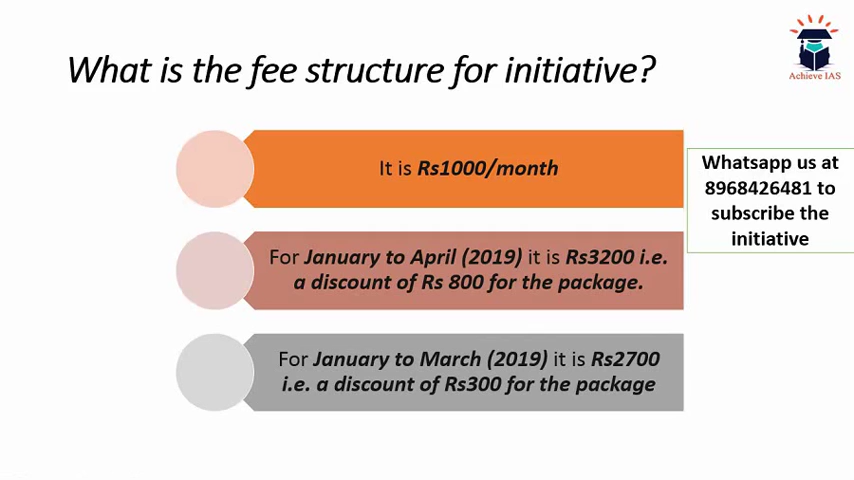 What is the fee structure for initiative?
Achieve IAS
It is Rs1000/month
Whatsapp us at
8968426481 to
subscribe the
initiative
For January to April (2019) it is Rs3200 i.e.
a discount of Rs 800 for the package.
For January to March (2019) it is Rs2700
i.e. a discount of Rs300 for the package